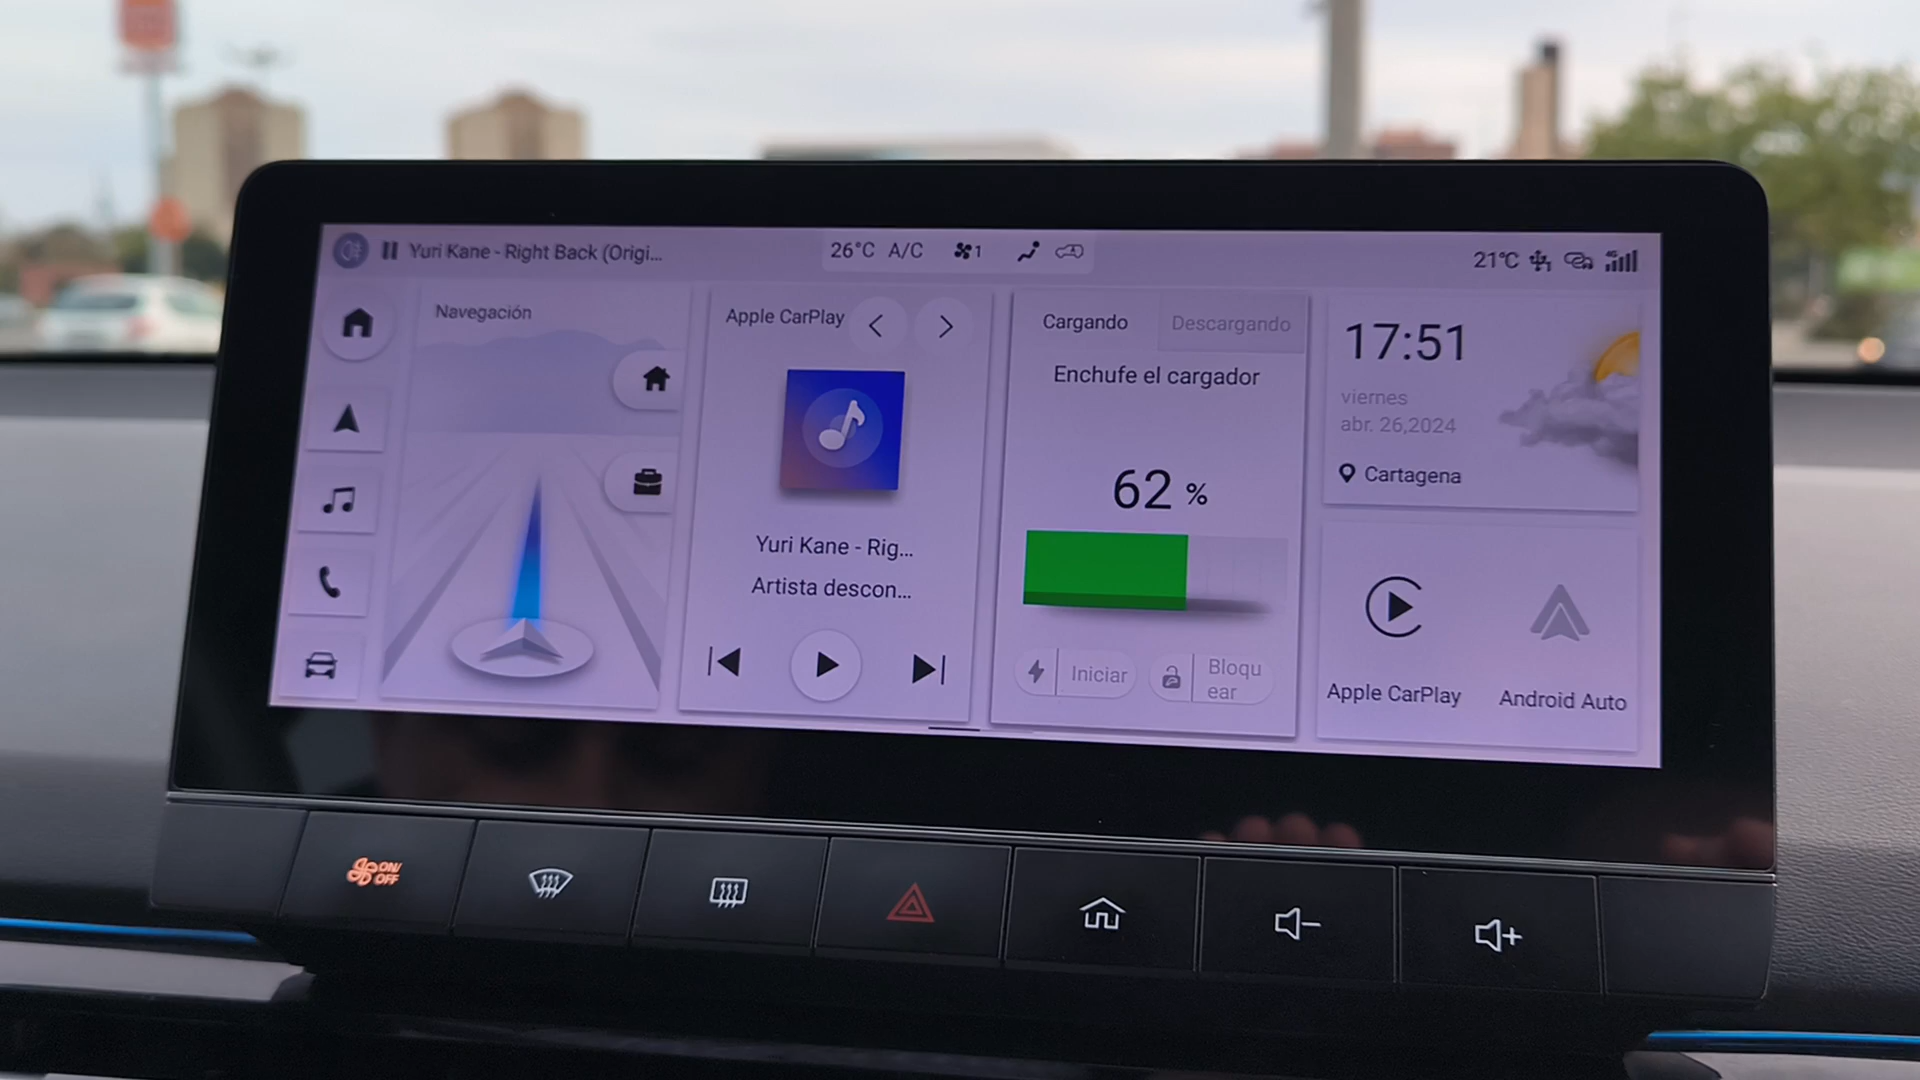 Yuri Kane - Right Back (Origi...
26°C A/C
1
21°C
4G
Navegación
Apple CarPlay
Yuri Kane - Rig...
Artista descon...
Cargando
Descargando
Enchufe el cargador
62 %
Iniciar
Bloqu
ear
17:51
viernes
abr. 26,2024
Cartagena
Apple CarPlay
Android Auto
ON/
OFF